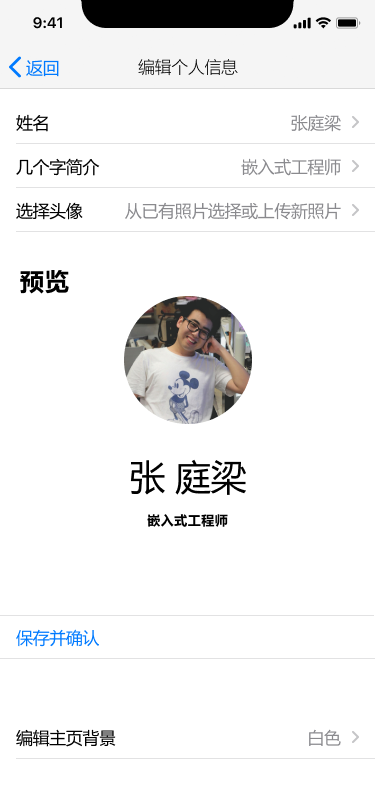 9:41
返回
编辑个人信息
姓名 张庭梁
几个字简介 嵌入式工程师
选择头像 从已有照片选择或上传新照片
预览
张 庭梁
嵌入式工程师
保存并确认
编辑主页背景 白色